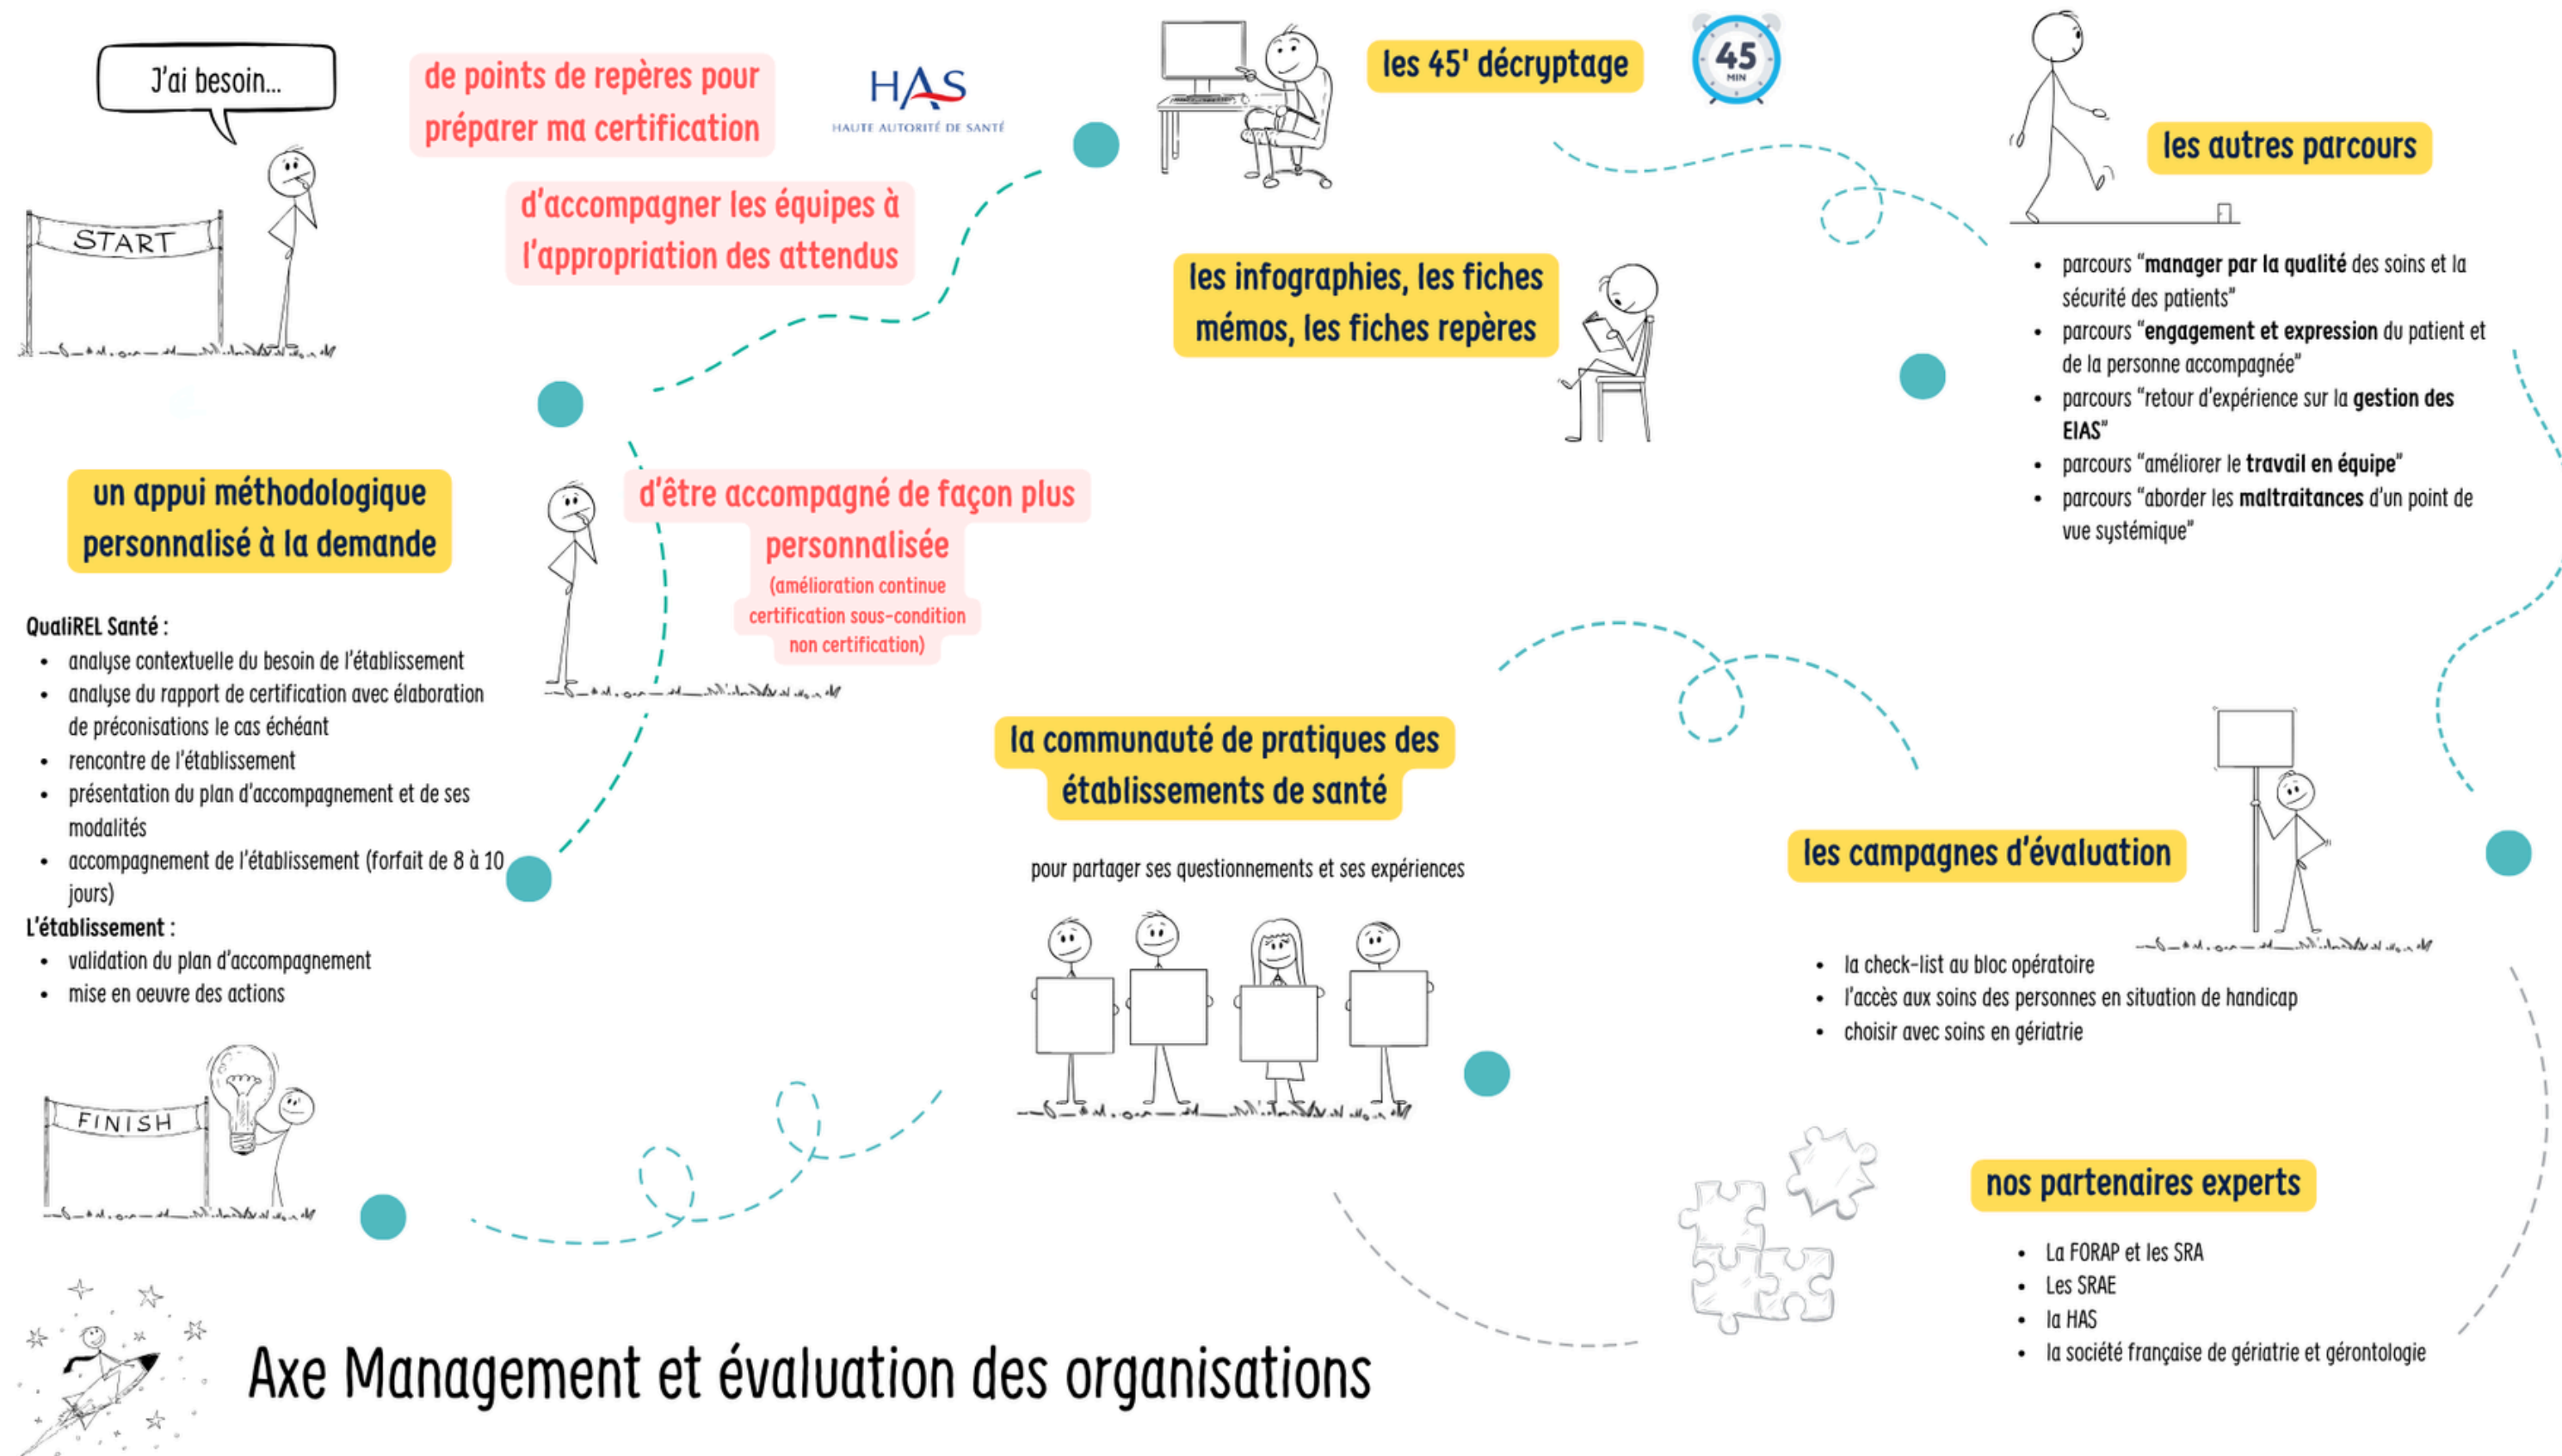 J'ai besoin...
START
de points de repères pour
préparer ma certification
HAS
HAUTE AUTORITÉ DE SANTÉ
d'accompagner les équipes à
l'appropriation des attendus
les 45' décryptage
45
MIN
les infographies, les fiches
mémos, les fiches repères
les autres parcours
• parcours “manager par la qualité des soins et la
sécurité des patients”
• parcours “engagement et expression du patient et
de la personne accompagnée”
• parcours “retour d'expérience sur la gestion des
EIAS”
• parcours “améliorer le travail en équipe”
• parcours “aborder les maltraitances d'un point de
vue systémique”
les campagnes d'évaluation
• la check-list au bloc opératoire
• l'accès aux soins des personnes en situation de handicap
• choisir avec soins en gériatrie
nos partenaires experts
• La FORAP et les SRA
• Les SRAE
• la HAS
• la société française de gériatrie et gérontologie
la communauté de pratiques des
établissements de santé
pour partager ses questionnements et ses expériences
d'être accompagné de façon plus
personnalisée
(amélioration continue
certification sous-condition
non certification)
un appui méthodologique
personnalisé à la demande
QualiREL Santé :
• analyse contextuelle du besoin de l'établissement
• analyse du rapport de certification avec élaboration
de préconisations le cas échéant
• rencontre de l'établissement
• présentation du plan d'accompagnement et de ses
modalités
• accompagnement de l'établissement (forfait de 8 à 10
jours)
L'établissement :
• validation du plan d'accompagnement
• mise en oeuvre des actions
FINISH
Axe Management et évaluation des organisations